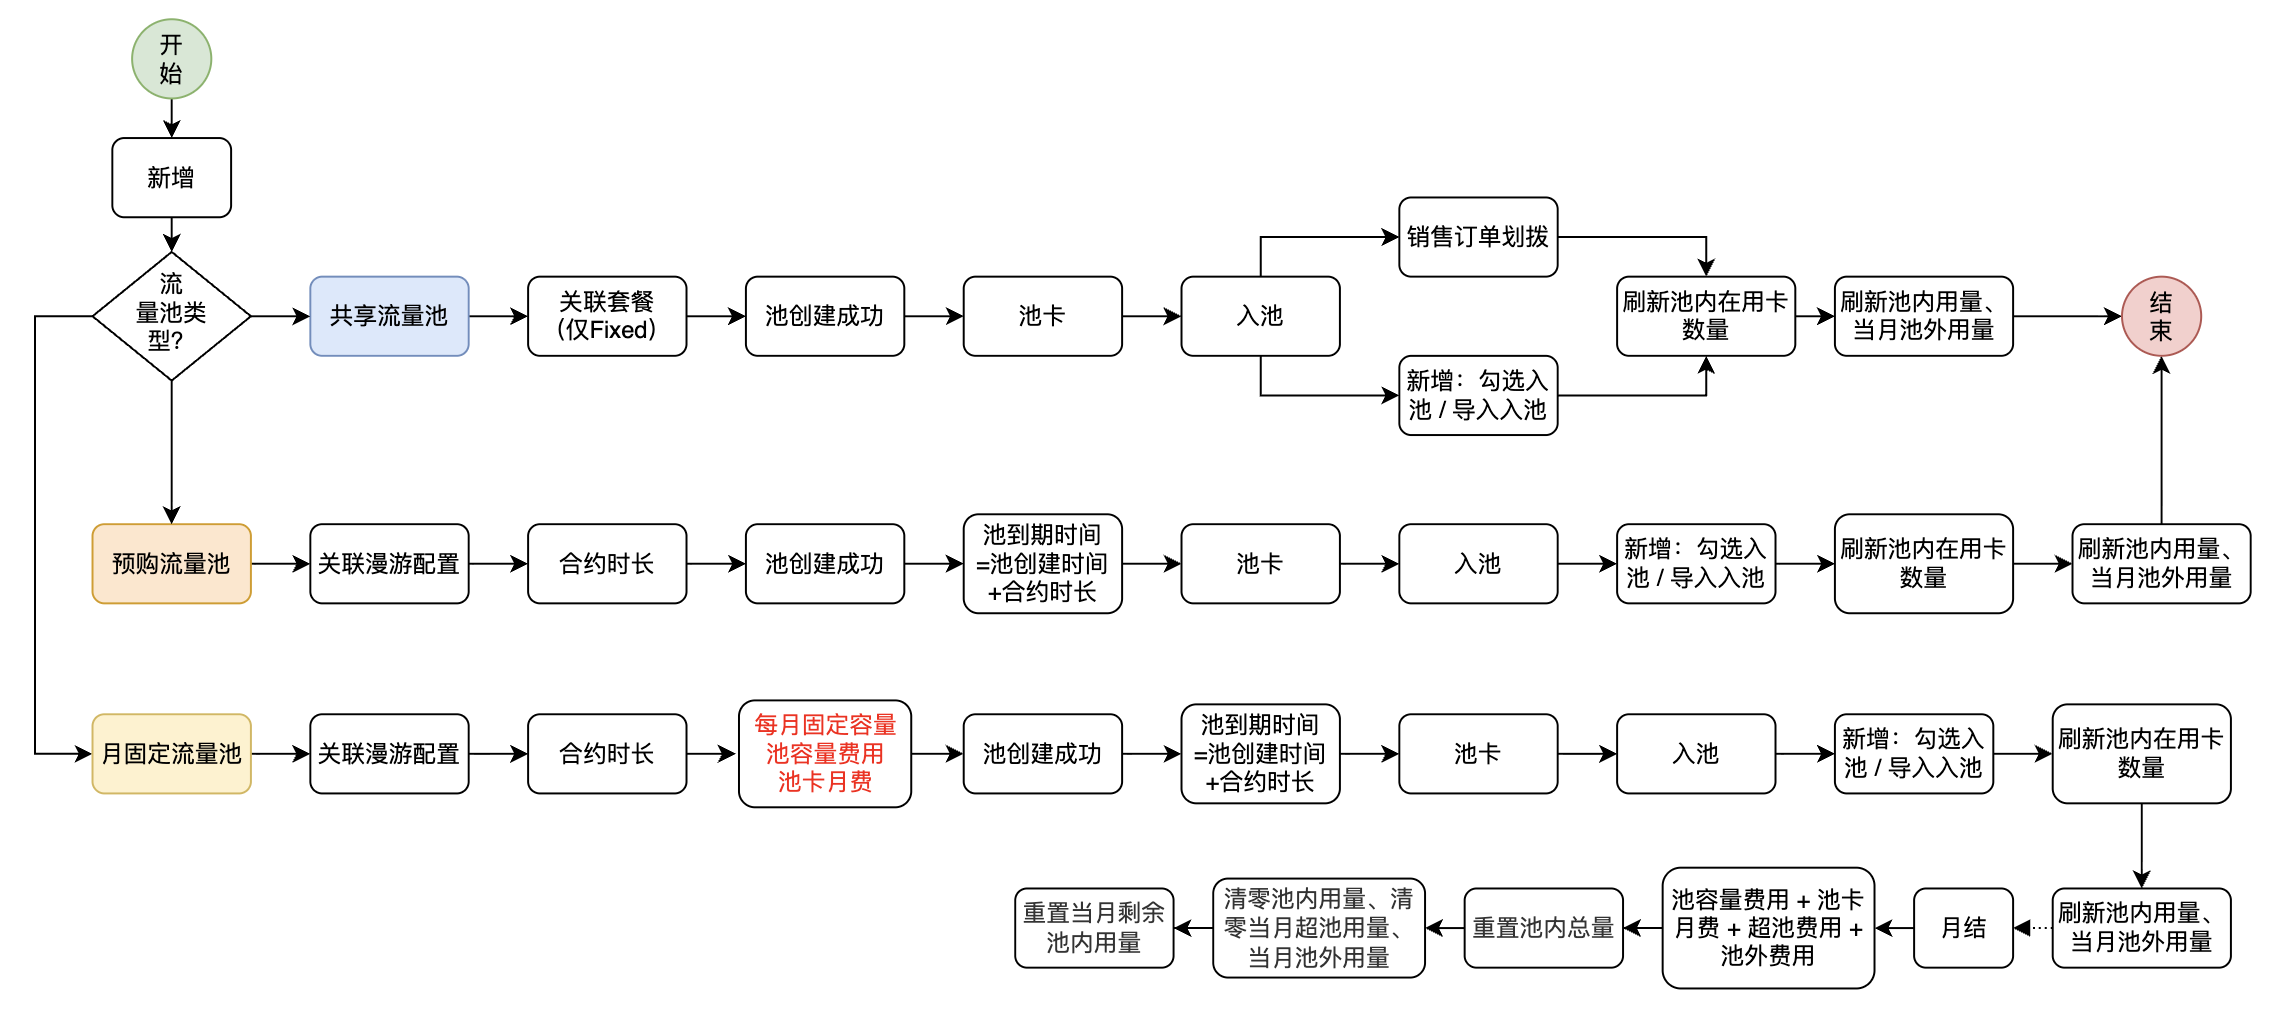 开
始
新增
流
量池类
型?
共享流量池
关联套餐
（仅Fixed）
池创建成功
池卡
入池
销售订单划拨
新增：勾选入
池 / 导入入池
刷新池内在用卡
数量
刷新池内用量、
当月池外用量
结
束
预购流量池
关联漫游配置
合约时长
池创建成功
池到期时间
=池创建时间
+合约时长
池卡
入池
新增：勾选入
池 / 导入入池
刷新池内在用卡
数量
刷新池内用量、
当月池外用量
月固定流量池
关联漫游配置
合约时长
每月固定容量
池容量费用
池卡月费
池创建成功
池到期时间
=池创建时间
+合约时长
池卡
入池
新增：勾选入
池 / 导入入池
刷新池内在用卡
数量
刷新池内用量、
当月池外用量
月结
池容量费用 + 池卡
月费 + 超池费用 +
池外费用
重置池内总量
清零池内用量、清
零当月超池用量、
当月池外用量
重置当月剩余
池内用量